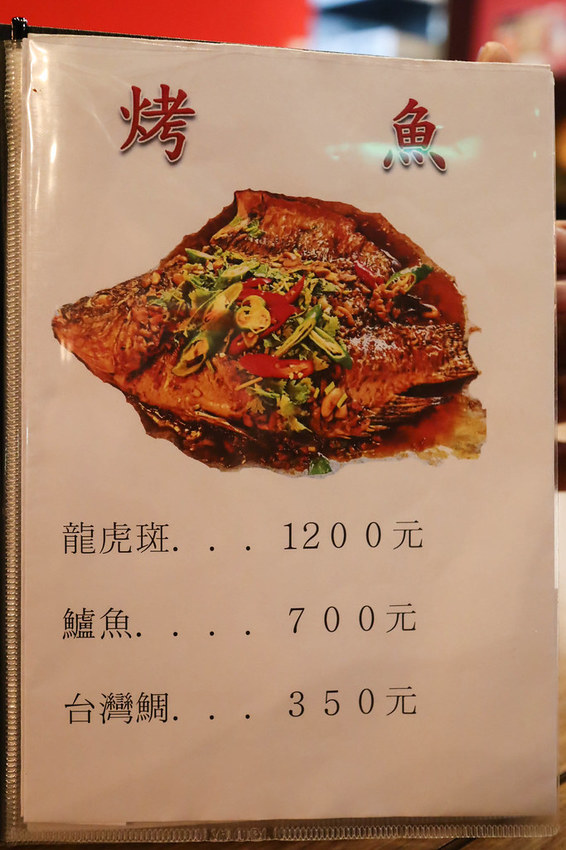 烤 魚
龍虎斑. . . 1200元
鱸魚. . . . 700元
台灣鯛. . . 350元